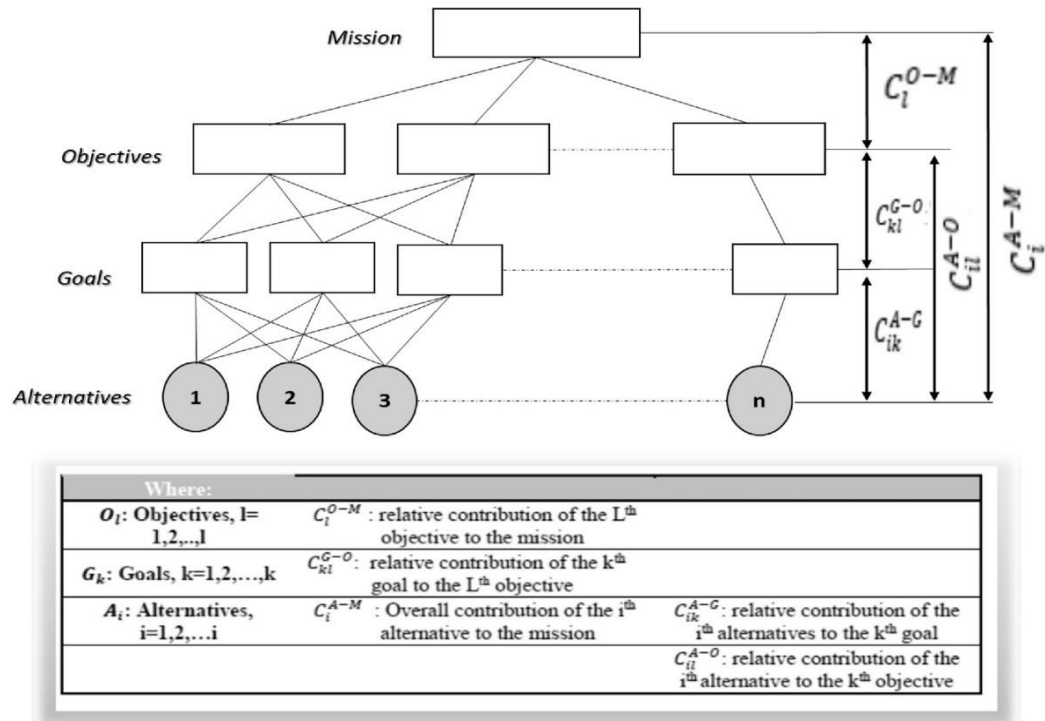 Mission
C_l^{O-M}
Objectives
C_{kl}^{G-O}
C_{il}^{A-O}
C_i^{A-M}
Goals
C_{ik}^{A-G}
Alternatives
1
2
3
n
Where:
O_l: Objectives, l=
1,2,..,l
C_l^{O-M} : relative contribution of the L^{th}
objective to the mission
G_k: Goals, k=1,2,…,k
C_{kl}^{G-O}: relative contribution of the k^{th}
goal to the L^{th} objective
A_i: Alternatives,
i=1,2,…i
C_i^{A-M} : Overall contribution of the i^{th}
alternative to the mission
C_{ik}^{A-G}: relative contribution of the
i^{th} alternatives to the k^{th} goal
C_{il}^{A-O}: relative contribution of the
i^{th} alternative to the k^{th} objective